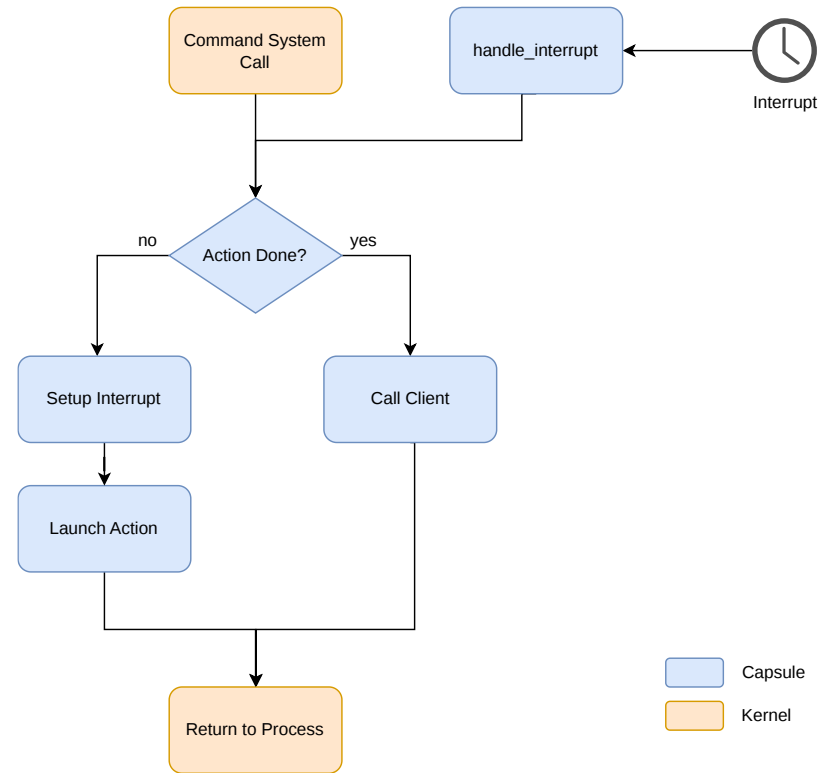 Command System
Call
handle_interrupt
Interrupt
no
Action Done?
yes
Setup Interrupt
Call Client
Launch Action
Capsule
Kernel
Return to Process